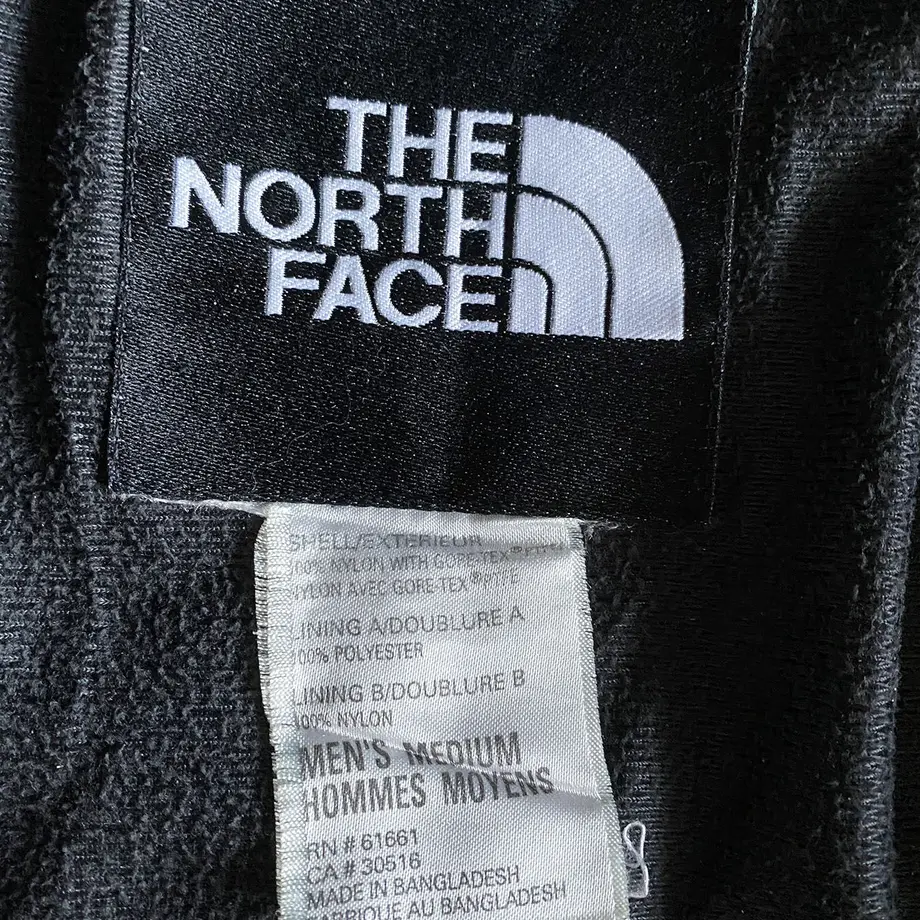 THE
NORTH
FACE
SHELL/EXTERIEUR
100% NYLON WITH GORE-TEX® PTFE
NYLON AVEC GORE-TEX® PTFE
LINING A/DOUBLURE A
100% POLYESTER
LINING B/DOUBLURE B
100% NYLON
MEN'S MEDIUM
HOMMES MOYENS
RN # 61661
CA # 30516
MADE IN BANGLADESH
FABRIQUE AU BANGLADESH